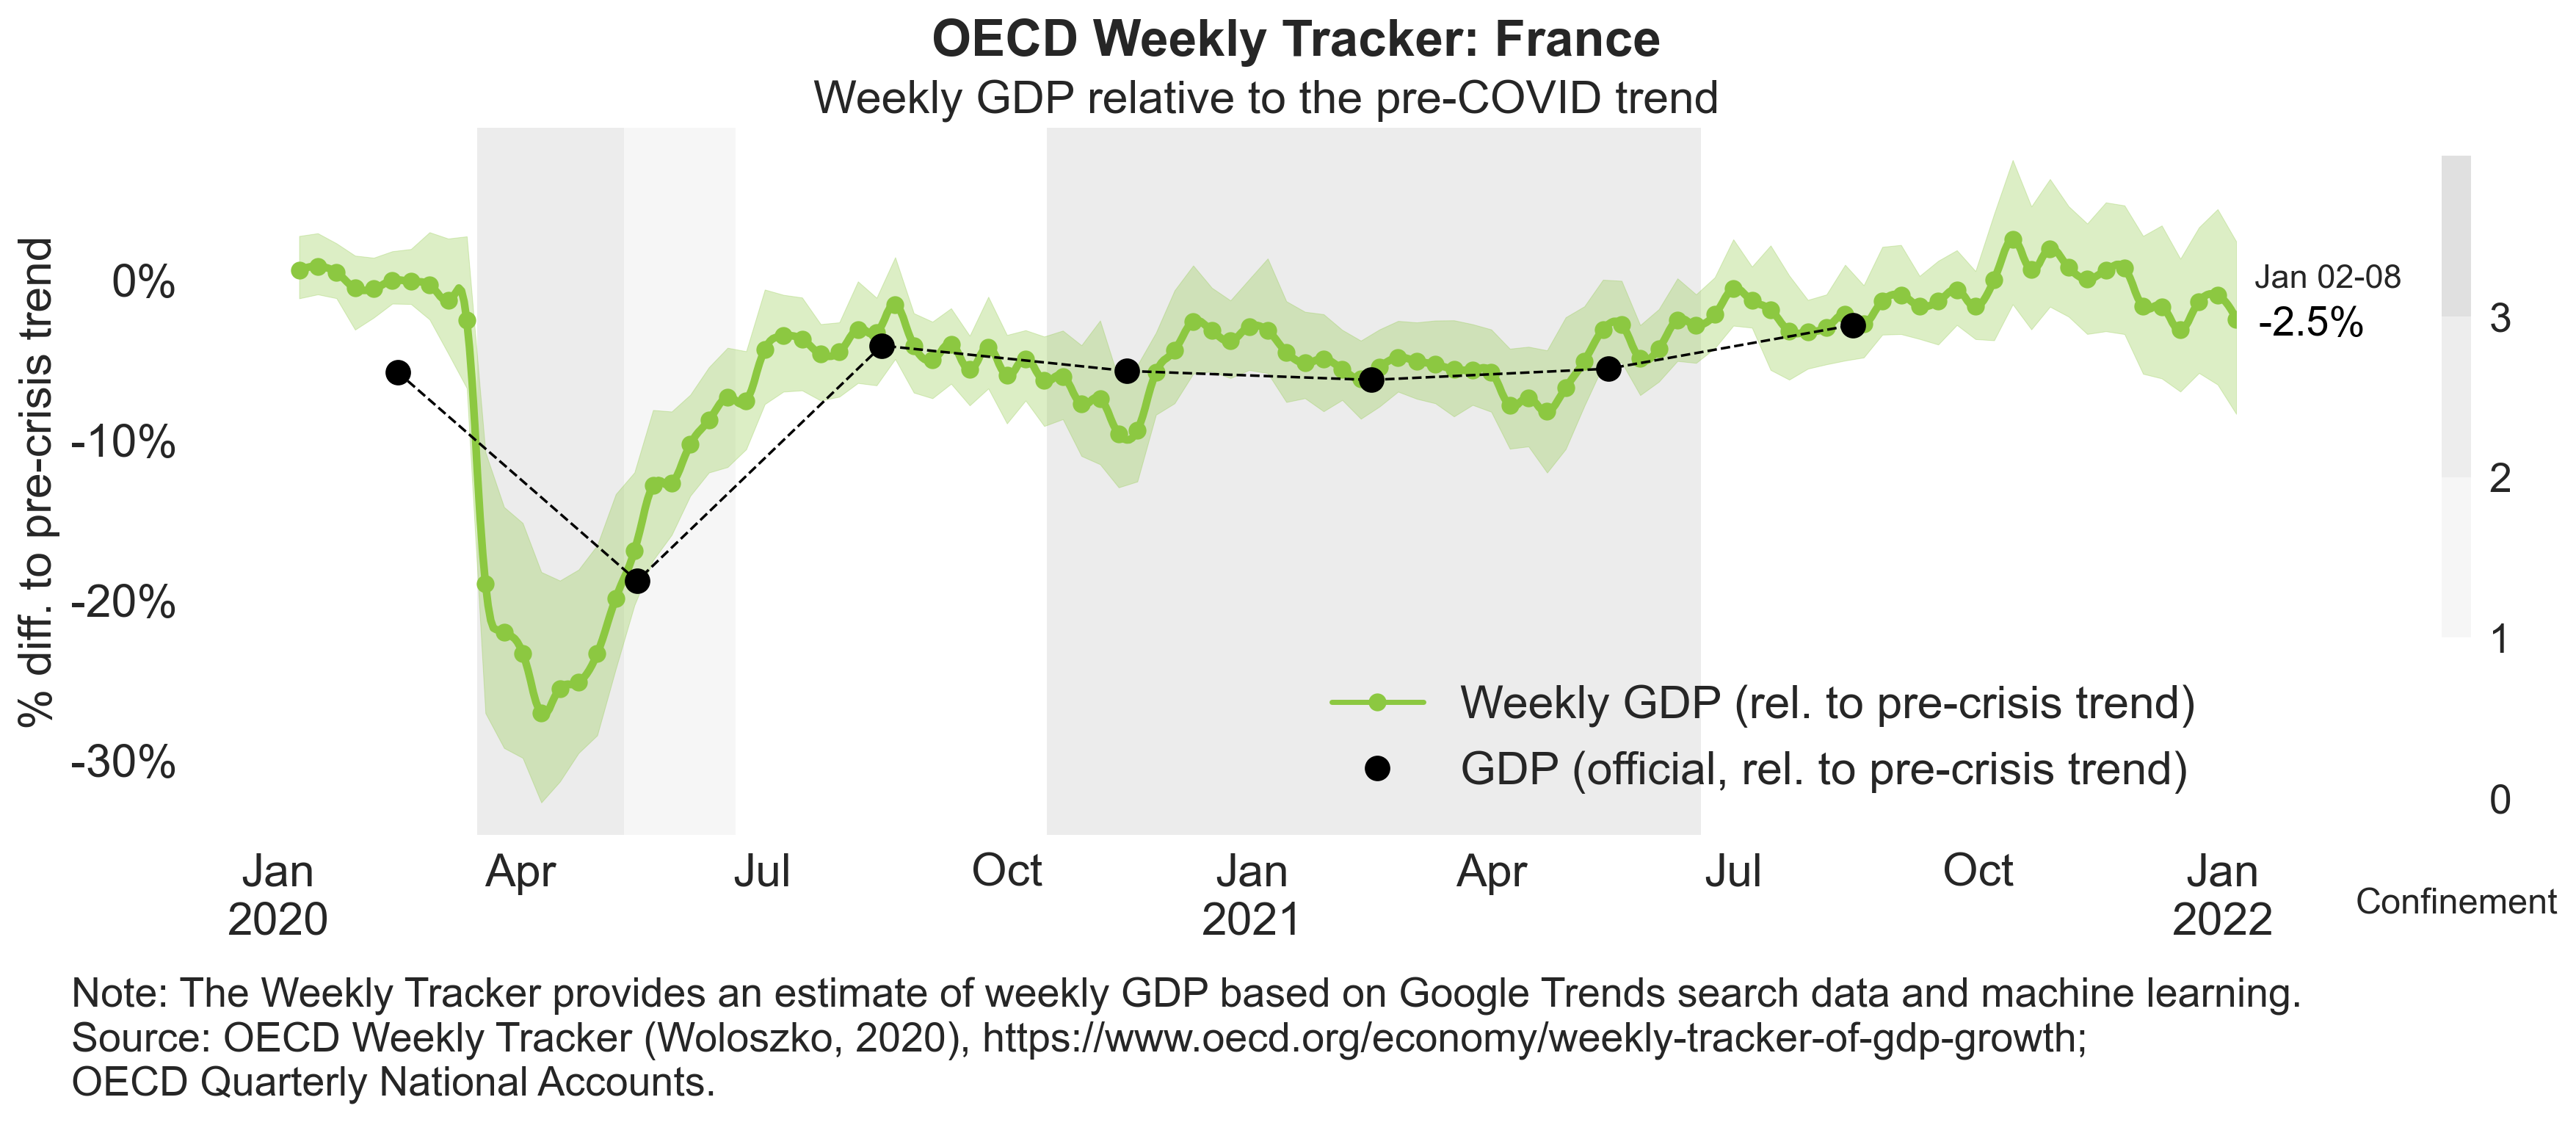 OECD Weekly Tracker: France
Weekly GDP relative to the pre-COVID trend
% diff. to pre-crisis trend
0%
-10%
-20%
-30%
Jan 02-08
-2.5%
3
2
1
0
Confinement
Weekly GDP (rel. to pre-crisis trend)
GDP (official, rel. to pre-crisis trend)
Jan Apr Jul Oct Jan Apr Jul Oct Jan
2020 2021 2022
Note: The Weekly Tracker provides an estimate of weekly GDP based on Google Trends search data and machine learning.
Source: OECD Weekly Tracker (Woloszko, 2020), https://www.oecd.org/economy/weekly-tracker-of-gdp-growth;
OECD Quarterly National Accounts.